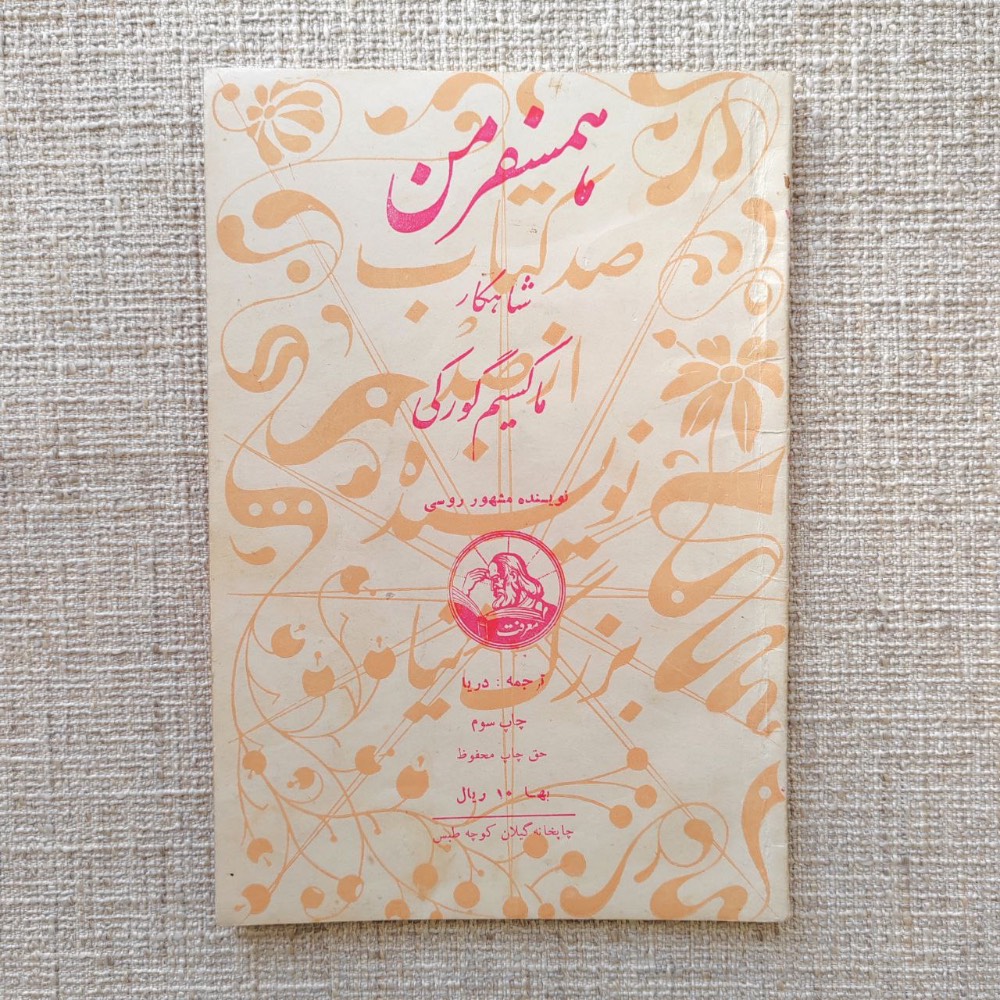 همسفر من
شاهکار
ماکسیم گورکی
نویسنده مشهور روسی
معرفت
ترجمه : دریا
چاپ سوم
حق چاپ محفوظ
بها ۱۰ ریال
چاپخانه گیلان کوچه طبس
صد کتاب
از صد
نویسنده
بزرگ دنیا